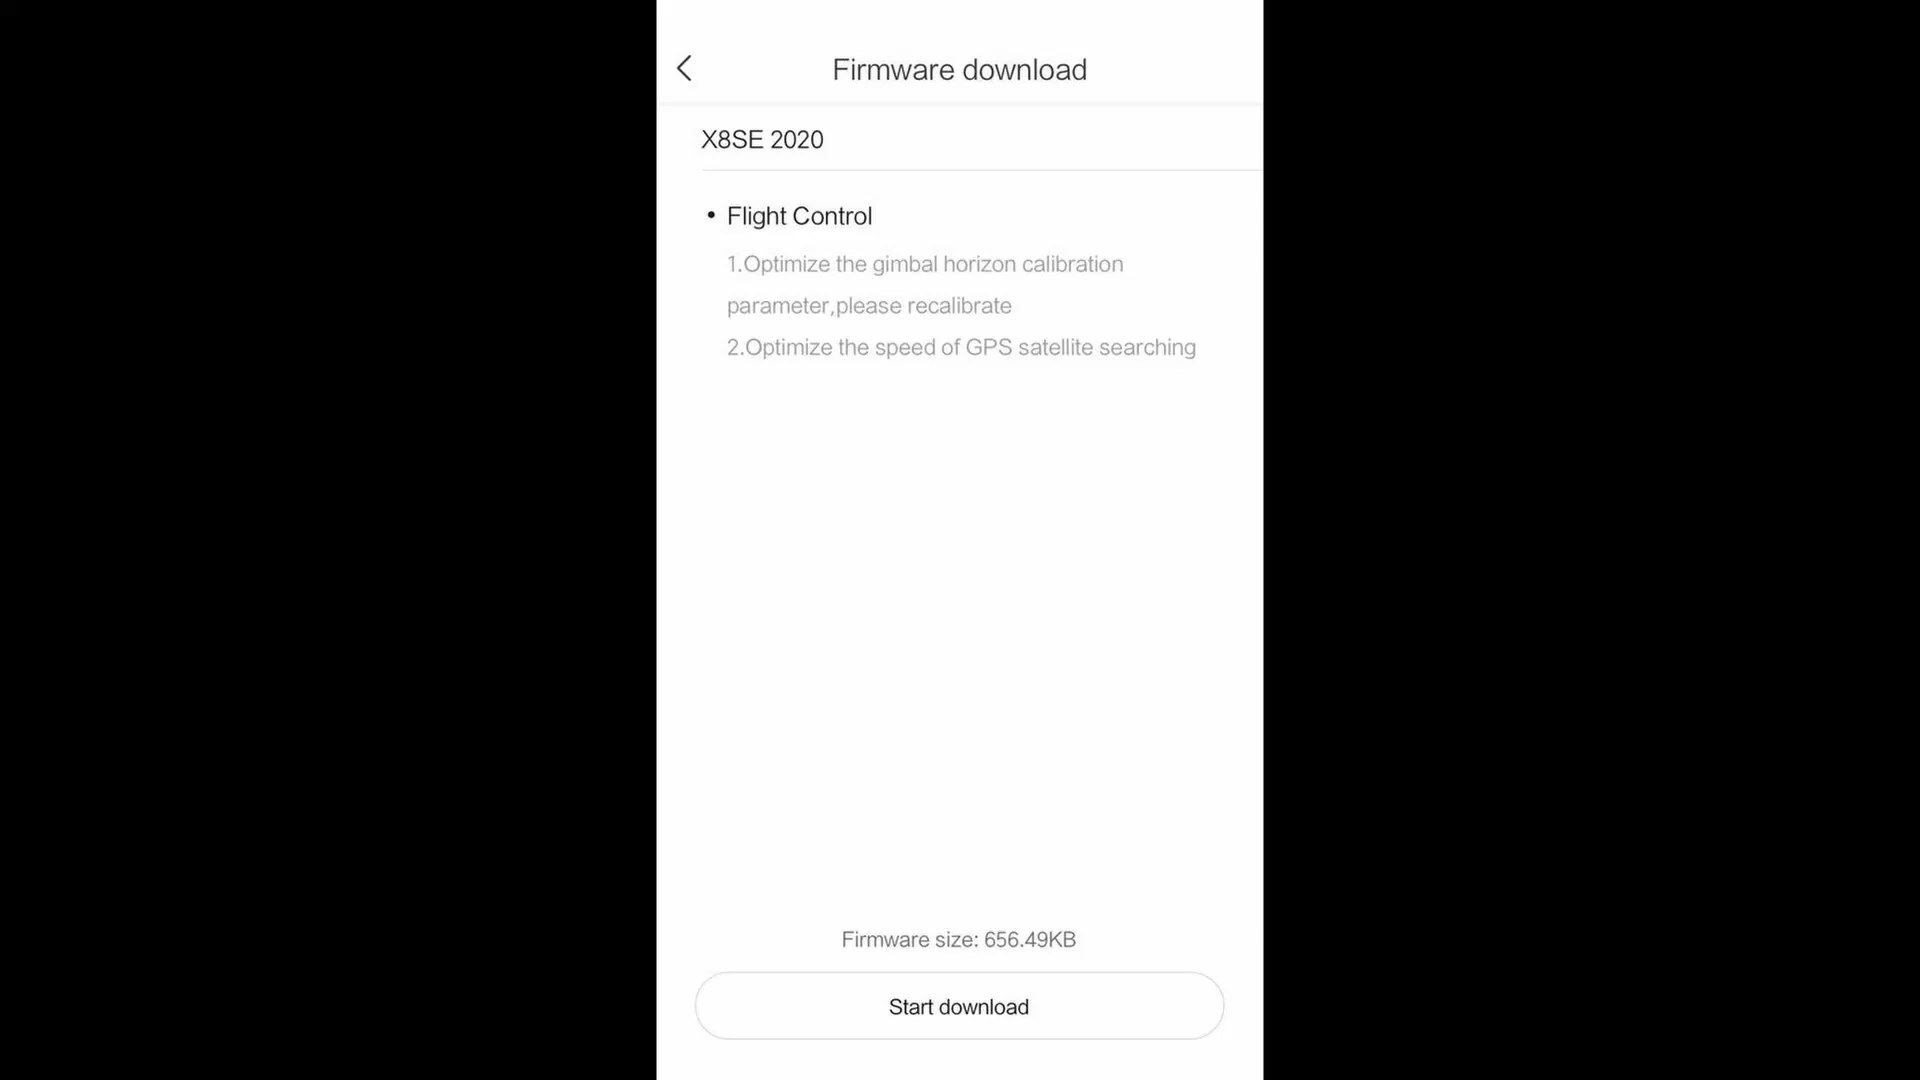 Firmware download
X8SE 2020
• Flight Control
1.Optimize the gimbal horizon calibration
parameter,please recalibrate
2.Optimize the speed of GPS satellite searching
Firmware size: 656.49KB
Start download